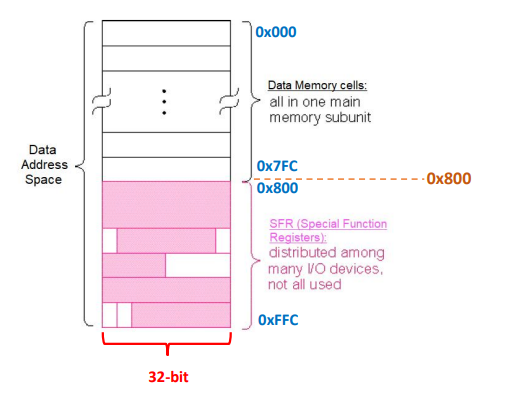 0x000
Data Memory cells:
all in one main
memory subunit
Data
Address
Space
0x7FC
0x800
0x800
SFR (Special Function
Registers):
distributed among
many I/O devices,
not all used
0xFFC
32-bit